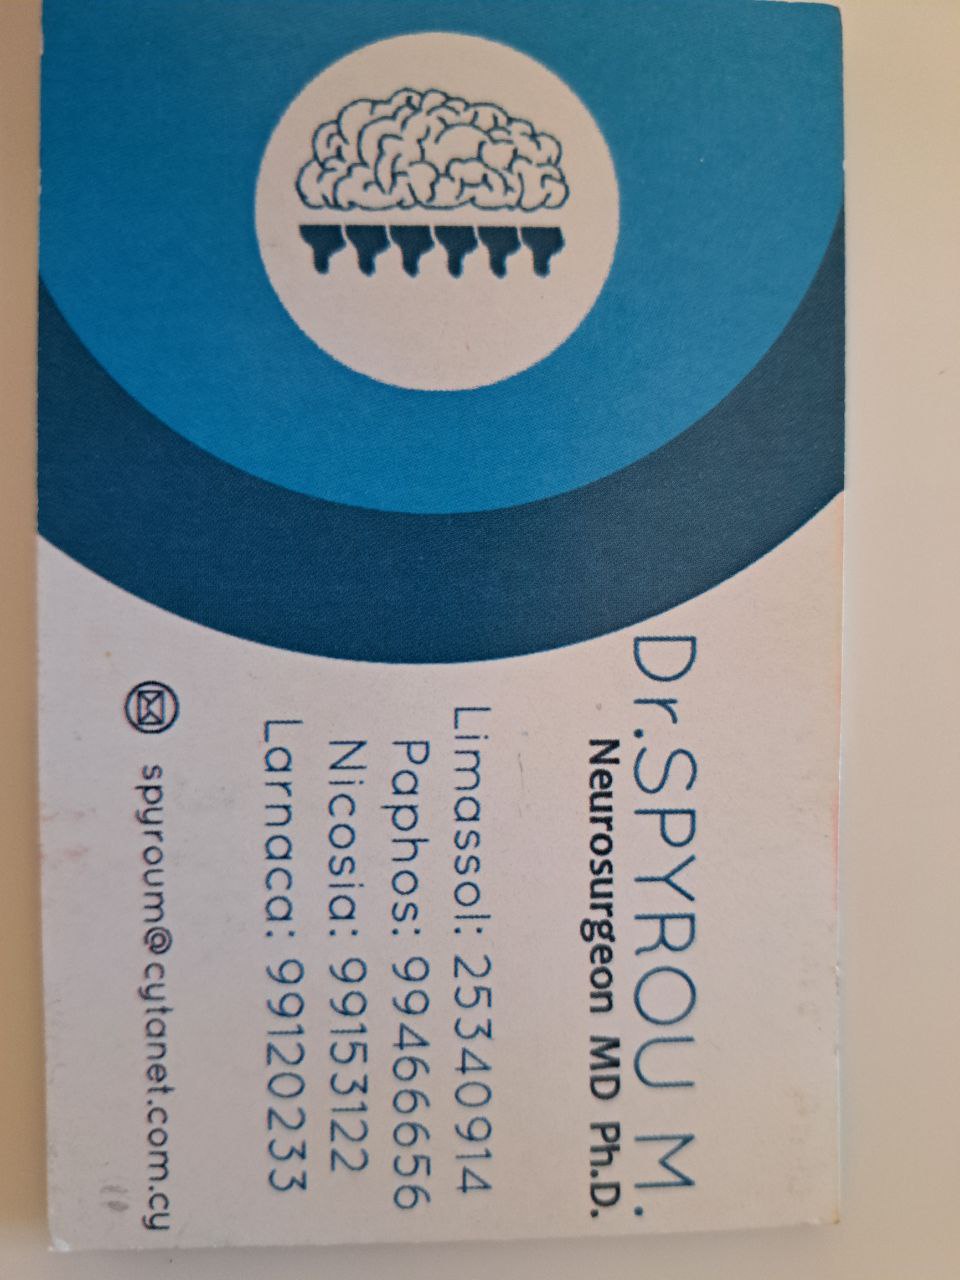 Dr.SPYROU M.
Neurosurgeon MD Ph.D.
Limassol: 25340914
Paphos: 99466656
Nicosia: 99153122
Larnaca: 99120233
spyroum@cytanet.com.cy